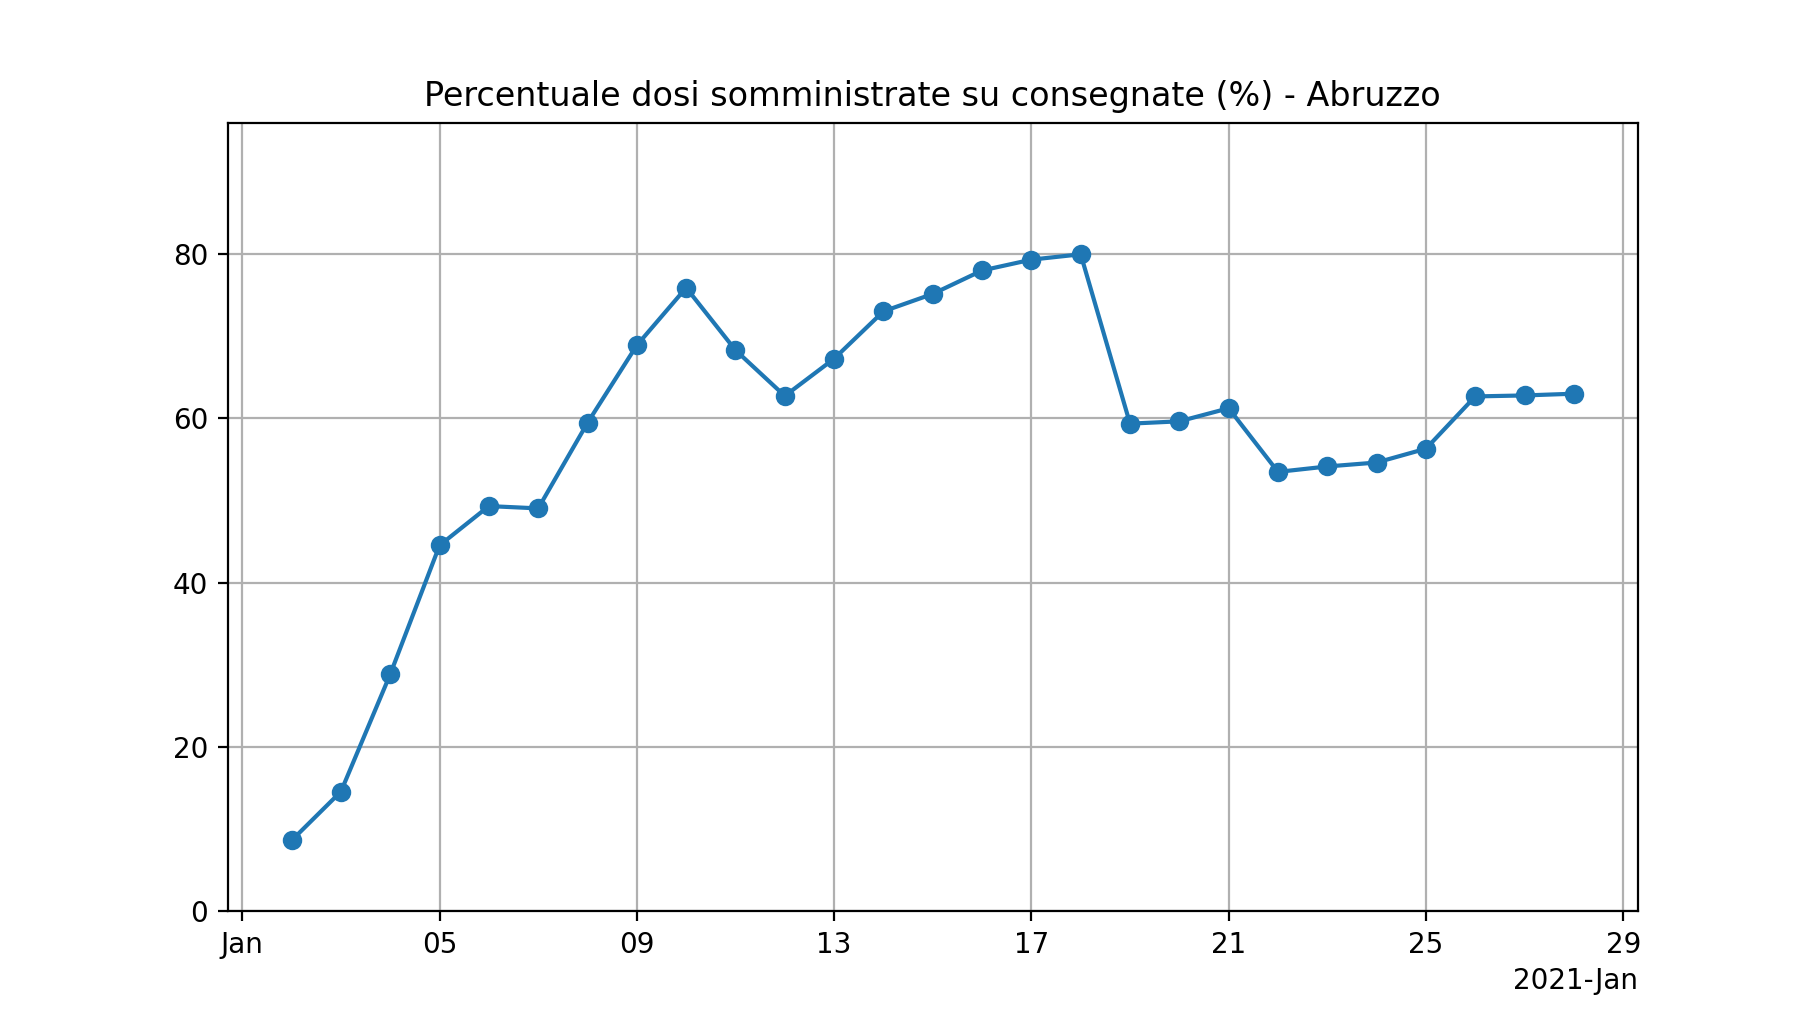 Percentuale dosi somministrate su consegnate (%) - Abruzzo
80
60
40
20
0
Jan 05 09 13 17 21 25 29
2021-Jan